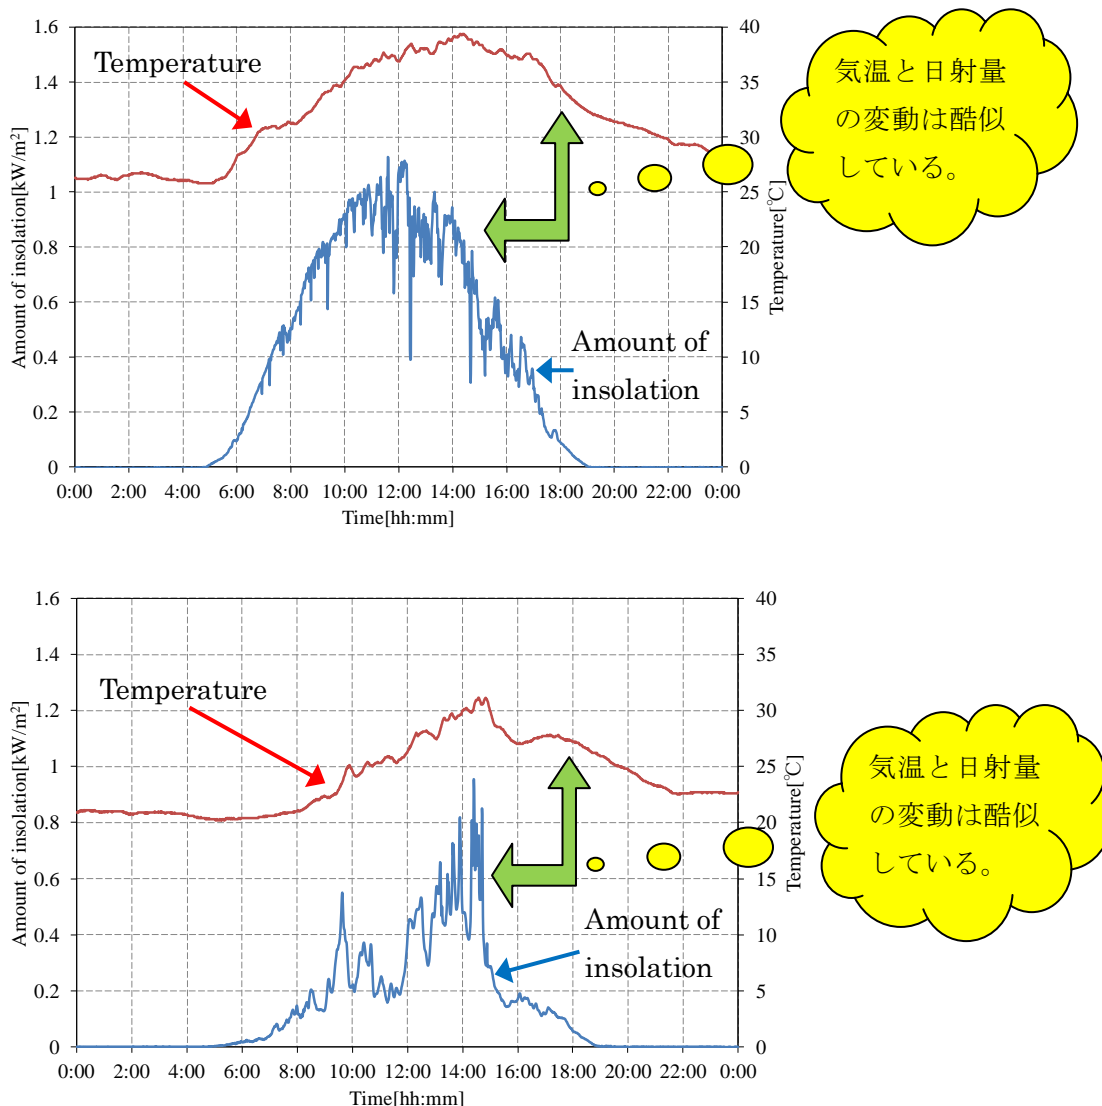 1.6
1.4
1.2
1
0.8
0.6
0.4
0.2
0
Amount of insolation[kW/m²]
Temperature
40
35
30
25
20
15
10
5
0
Temperature[℃]
Amount of
insolation
0:00 2:00 4:00 6:00 8:00 10:00 12:00 14:00 16:00 18:00 20:00 22:00 0:00
Time[hh:mm]
気温と日射量
の変動は酷似
している。
1.6
1.4
1.2
1
0.8
0.6
0.4
0.2
0
Amount of insolation[kW/m²]
Temperature
40
35
30
25
20
15
10
5
0
Temperature[℃]
Amount of
insolation
0:00 2:00 4:00 6:00 8:00 10:00 12:00 14:00 16:00 18:00 20:00 22:00 0:00
Time[hh:mm]
気温と日射量
の変動は酷似
している。